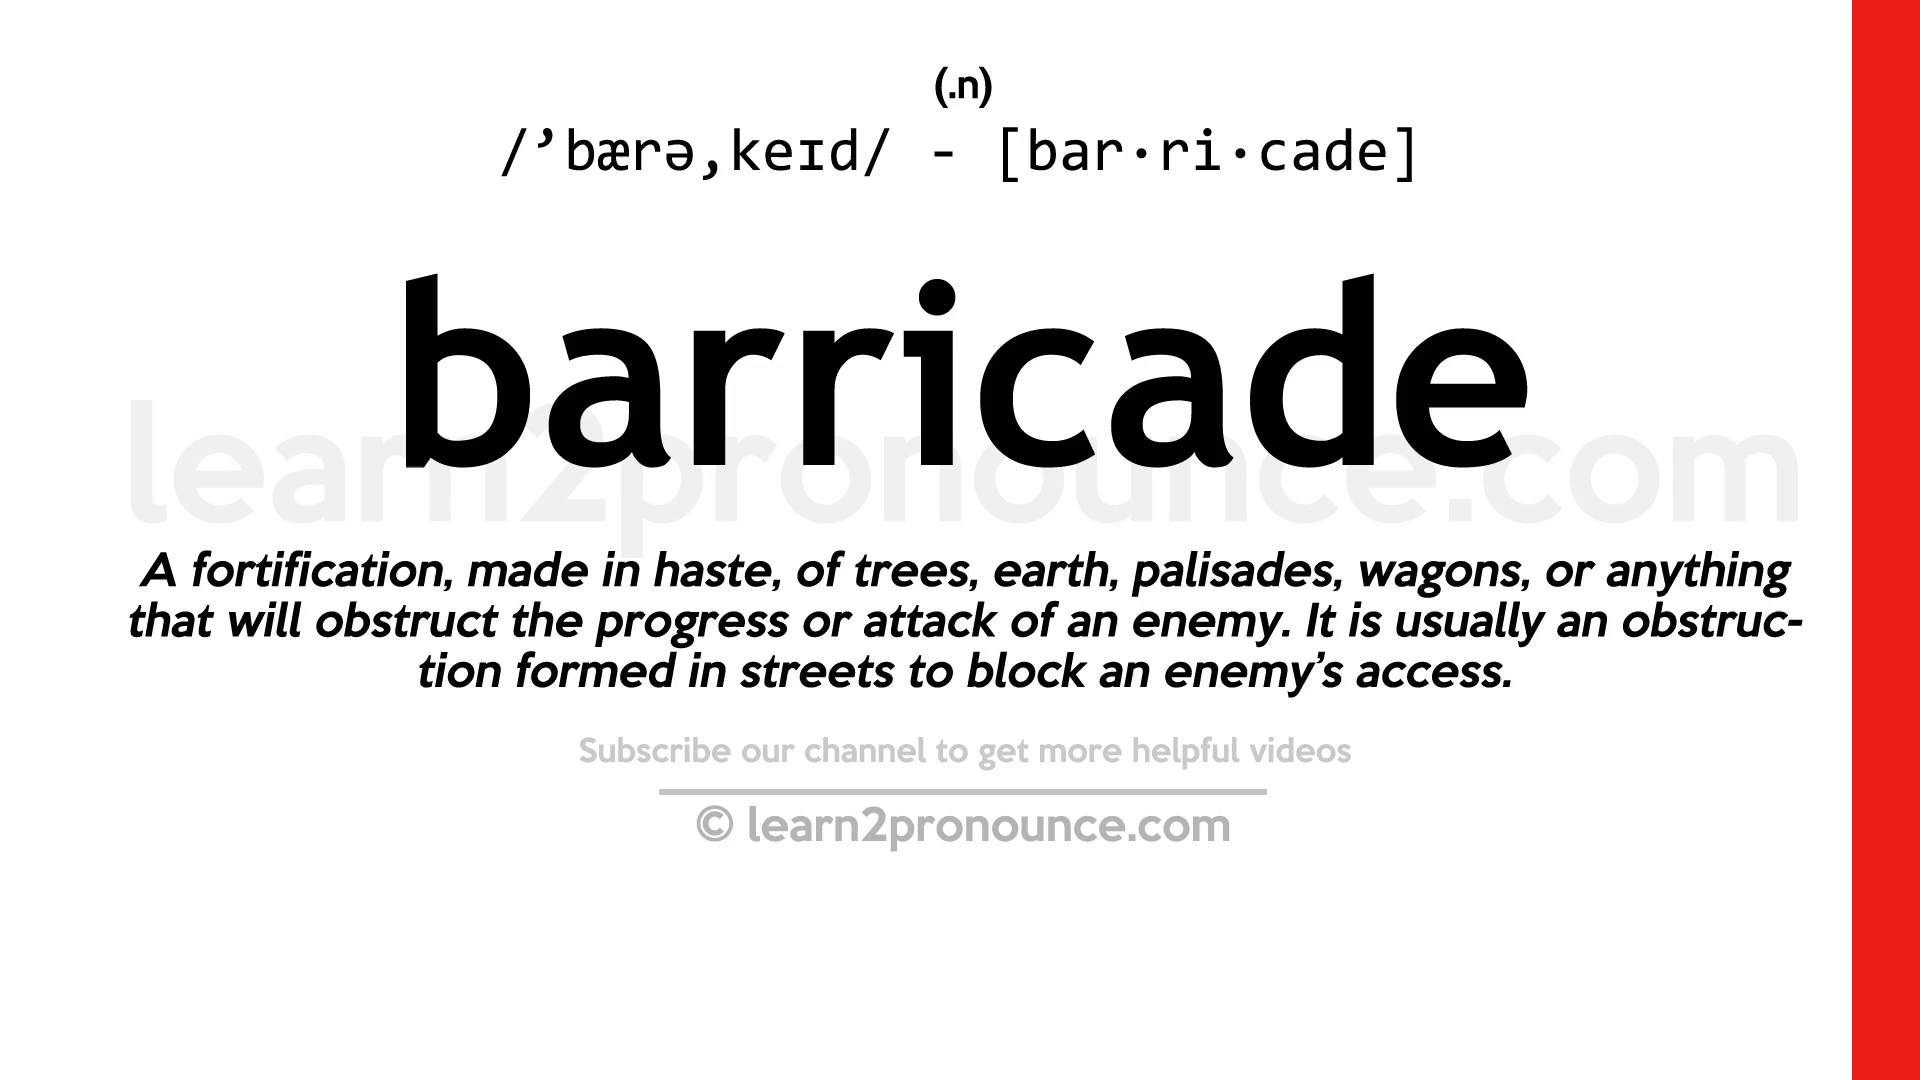 (.n)
/’bærə,keɪd/ - [bar·ri·cade]
barricade
learn2pronounce.com
A fortification, made in haste, of trees, earth, palisades, wagons, or anything
that will obstruct the progress or attack of an enemy. It is usually an obstruc-
tion formed in streets to block an enemy’s access.
Subscribe our channel to get more helpful videos
© learn2pronounce.com